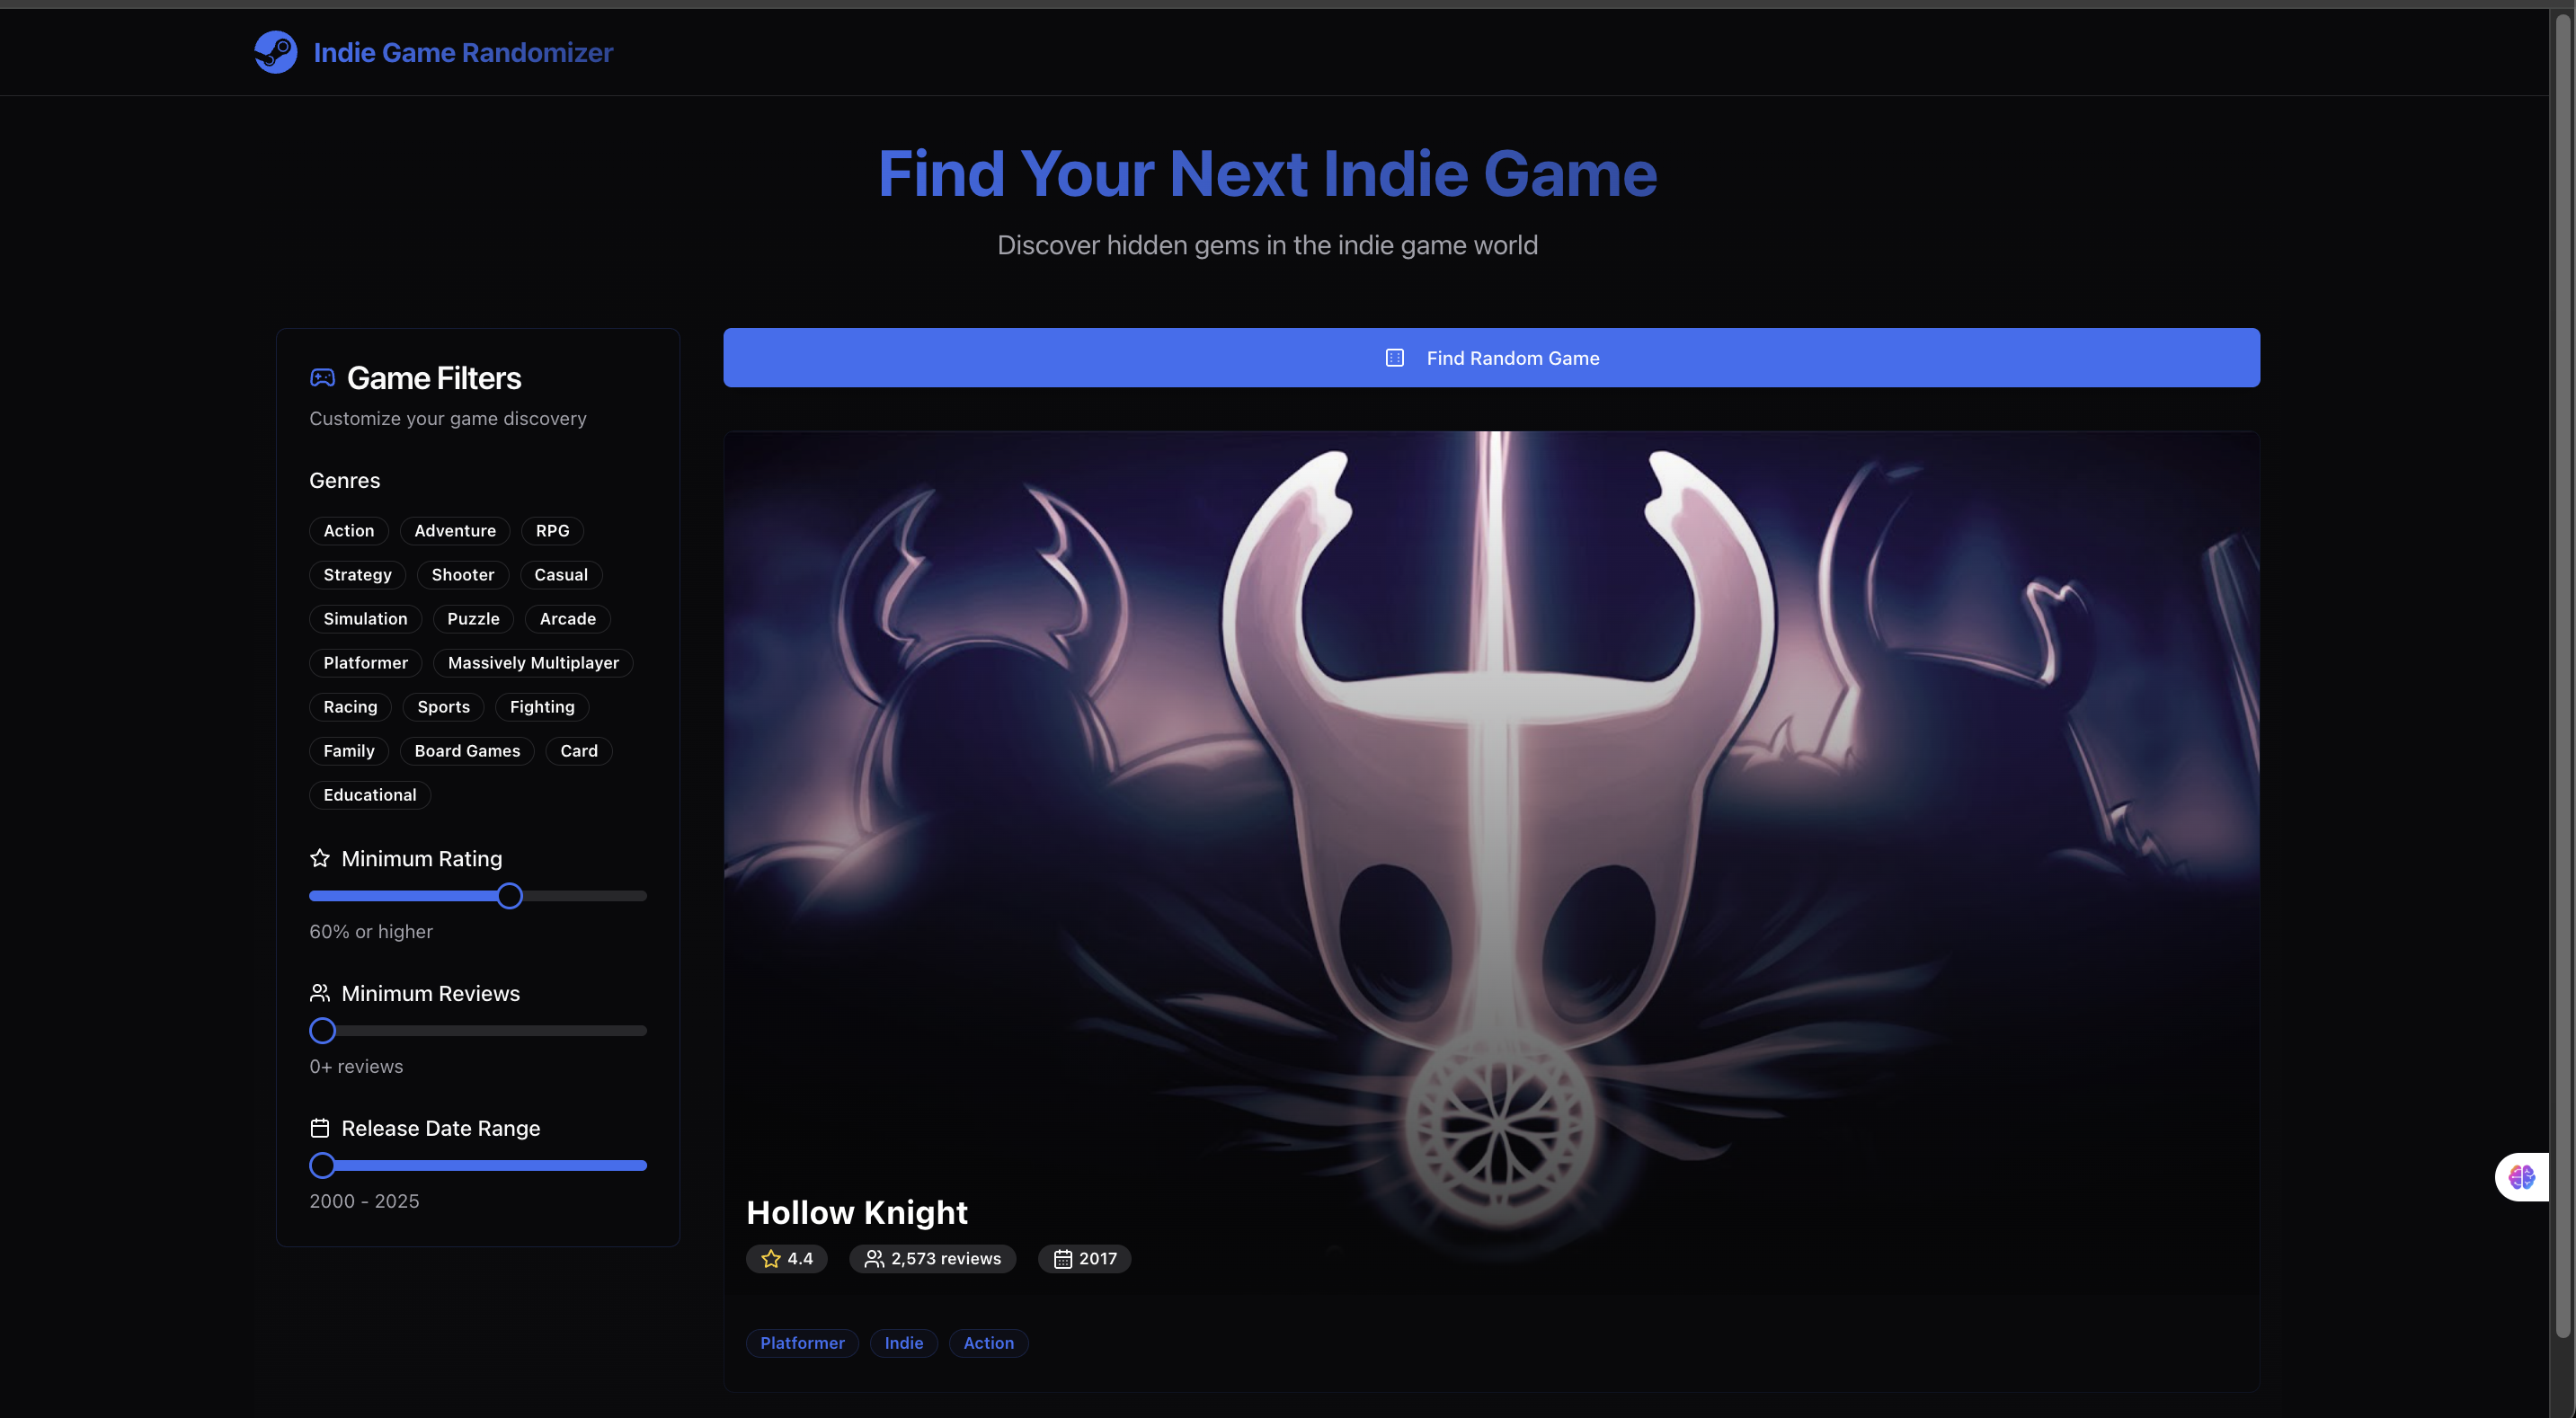 Indie Game Randomizer
Find Your Next Indie Game
Discover hidden gems in the indie game world
Game Filters
Customize your game discovery
Genres
Action Adventure RPG
Strategy Shooter Casual
Simulation Puzzle Arcade
Platformer Massively Multiplayer
Racing Sports Fighting
Family Board Games Card
Educational
Minimum Rating
60% or higher
Minimum Reviews
0+ reviews
Release Date Range
2000 - 2025
Find Random Game
Hollow Knight
4.4 2,573 reviews 2017
Platformer Indie Action